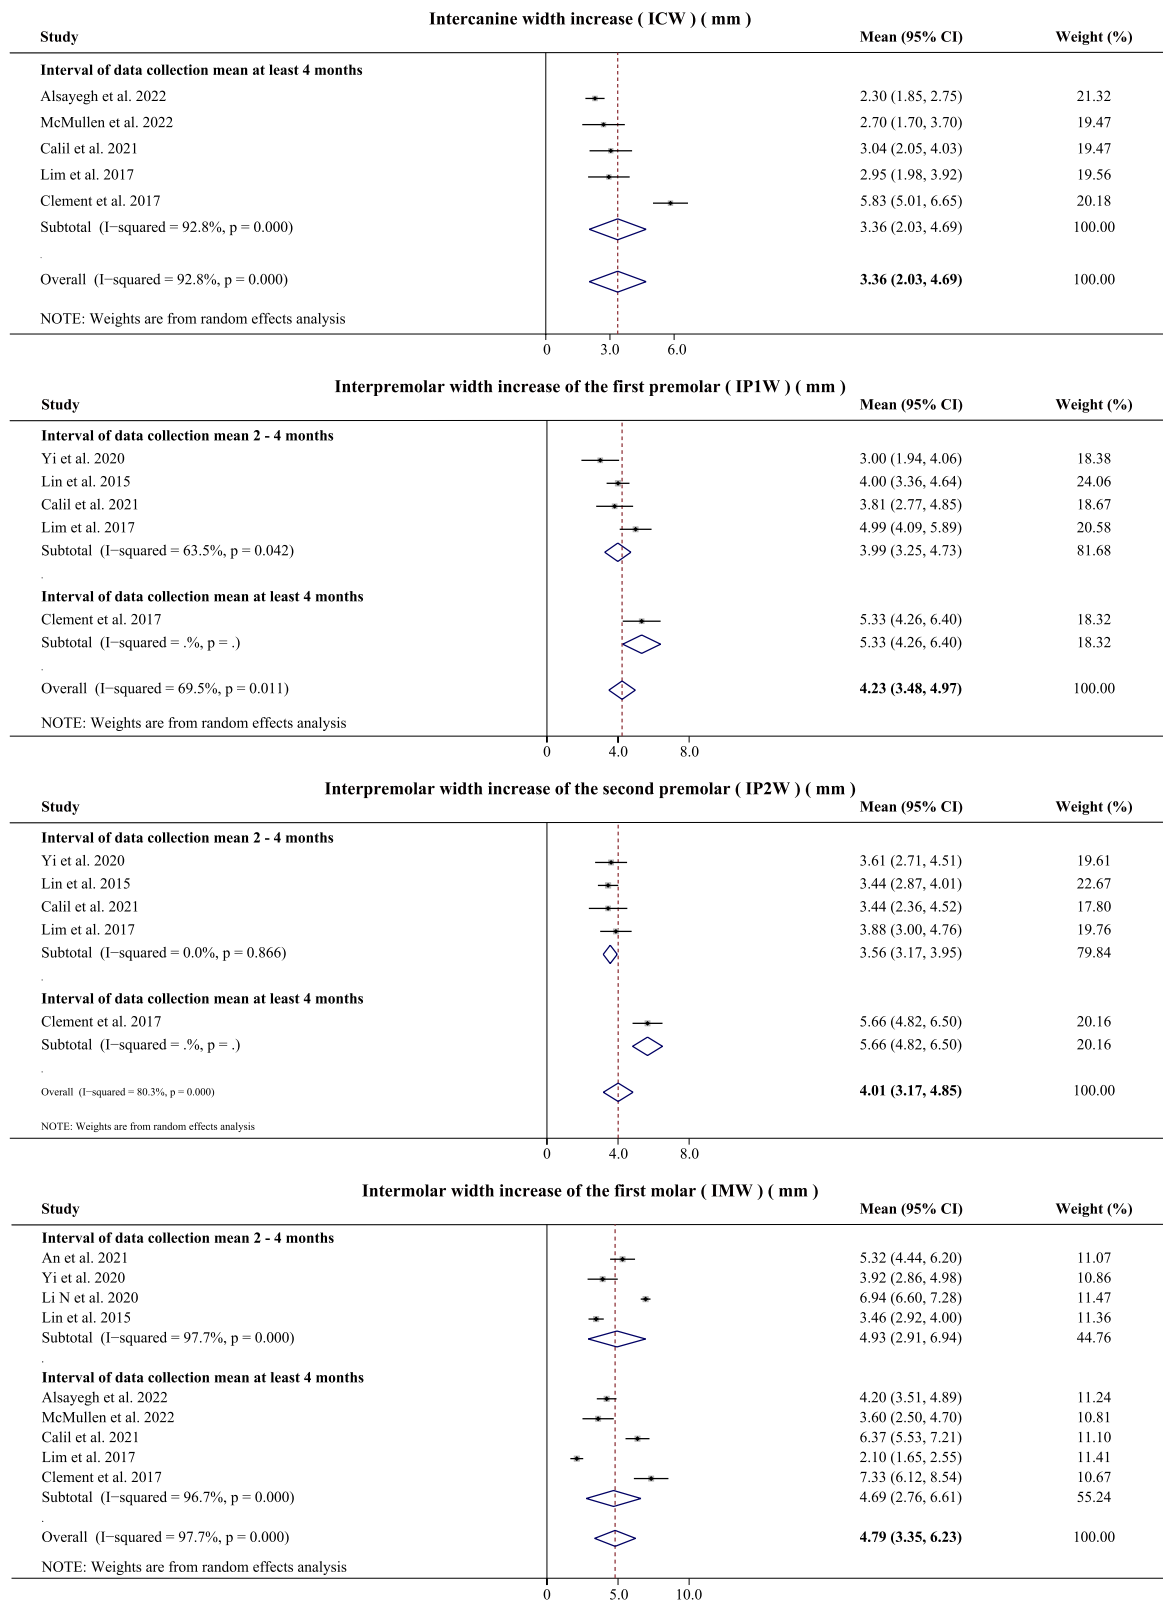 Intercanine width increase ( ICW ) ( mm )
Study Mean (95% CI) Weight (%)
Interval of data collection mean at least 4 months
Alsayegh et al. 2022 2.30 (1.85, 2.75) 21.32
McMullen et al. 2022 2.70 (1.70, 3.70) 19.47
Calil et al. 2021 3.04 (2.05, 4.03) 19.47
Lim et al. 2017 2.95 (1.98, 3.92) 19.56
Clement et al. 2017 5.83 (5.01, 6.65) 20.18
Subtotal (I−squared = 92.8%, p = 0.000) 3.36 (2.03, 4.69) 100.00
.
Overall (I−squared = 92.8%, p = 0.000) 3.36 (2.03, 4.69) 100.00
NOTE: Weights are from random effects analysis
0 3.0 6.0
Interpremolar width increase of the first premolar ( IP1W ) ( mm )
Study Mean (95% CI) Weight (%)
Interval of data collection mean 2 - 4 months
Yi et al. 2020 3.00 (1.94, 4.06) 18.38
Lin et al. 2015 4.00 (3.36, 4.64) 24.06
Calil et al. 2021 3.81 (2.77, 4.85) 18.67
Lim et al. 2017 4.99 (4.09, 5.89) 20.58
Subtotal (I−squared = 63.5%, p = 0.042) 3.99 (3.25, 4.73) 81.68
.
Interval of data collection mean at least 4 months
Clement et al. 2017 5.33 (4.26, 6.40) 18.32
Subtotal (I−squared = .%, p = .) 5.33 (4.26, 6.40) 18.32
.
Overall (I−squared = 69.5%, p = 0.011) 4.23 (3.48, 4.97) 100.00
NOTE: Weights are from random effects analysis
0 4.0 8.0
Interpremolar width increase of the second premolar ( IP2W ) ( mm )
Study Mean (95% CI) Weight (%)
Interval of data collection mean 2 - 4 months
Yi et al. 2020 3.61 (2.71, 4.51) 19.61
Lin et al. 2015 3.44 (2.87, 4.01) 22.67
Calil et al. 2021 3.44 (2.36, 4.52) 17.80
Lim et al. 2017 3.88 (3.00, 4.76) 19.76
Subtotal (I−squared = 0.0%, p = 0.866) 3.56 (3.17, 3.95) 79.84
.
Interval of data collection mean at least 4 months
Clement et al. 2017 5.66 (4.82, 6.50) 20.16
Subtotal (I−squared = .%, p = .) 5.66 (4.82, 6.50) 20.16
.
Overall (I−squared = 80.3%, p = 0.000) 4.01 (3.17, 4.85) 100.00
NOTE: Weights are from random effects analysis
0 4.0 8.0
Intermolar width increase of the first molar ( IMW ) ( mm )
Study Mean (95% CI) Weight (%)
Interval of data collection mean 2 - 4 months
An et al. 2021 5.32 (4.44, 6.20) 11.07
Yi et al. 2020 3.92 (2.86, 4.98) 10.86
Li N et al. 2020 6.94 (6.60, 7.28) 11.47
Lin et al. 2015 3.46 (2.92, 4.00) 11.36
Subtotal (I−squared = 97.7%, p = 0.000) 4.93 (2.91, 6.94) 44.76
.
Interval of data collection mean at least 4 months
Alsayegh et al. 2022 4.20 (3.51, 4.89) 11.24
McMullen et al. 2022 3.60 (2.50, 4.70) 10.81
Calil et al. 2021 6.37 (5.53, 7.21) 11.10
Lim et al. 2017 2.10 (1.65, 2.55) 11.41
Clement et al. 2017 7.33 (6.12, 8.54) 10.67
Subtotal (I−squared = 96.7%, p = 0.000) 4.69 (2.76, 6.61) 55.24
.
Overall (I−squared = 97.7%, p = 0.000) 4.79 (3.35, 6.23) 100.00
NOTE: Weights are from random effects analysis
0 5.0 10.0